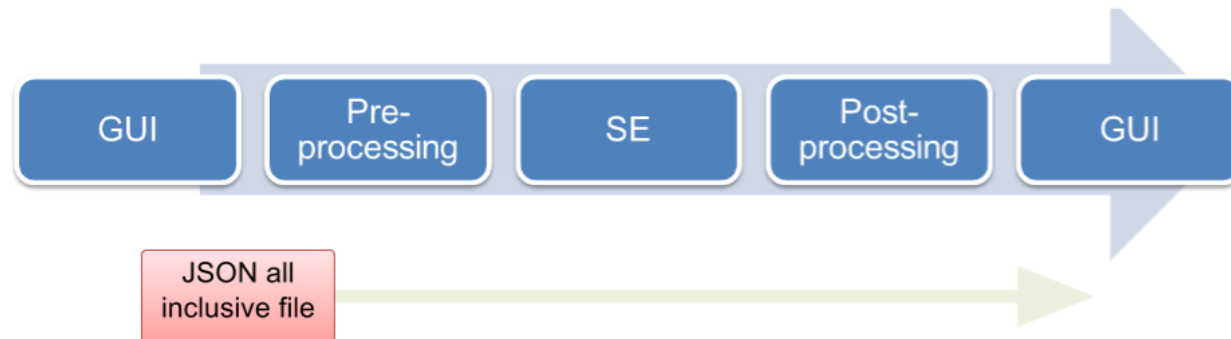 GUI
Pre-
processing
SE
Post-
processing
GUI
JSON all
inclusive file